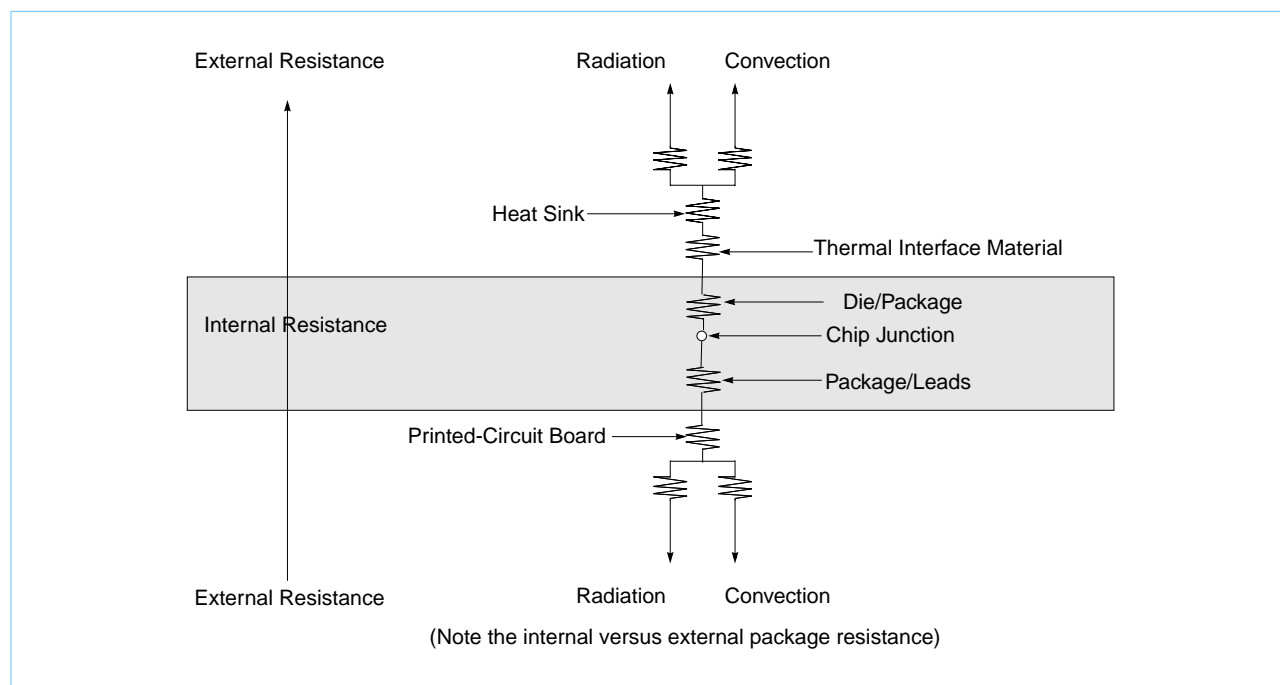 External Resistance
Radiation
Convection
Heat Sink
Thermal Interface Material
Die/Package
Internal Resistance
Chip Junction
Package/Leads
Printed-Circuit Board
External Resistance
Radiation
Convection
(Note the internal versus external package resistance)